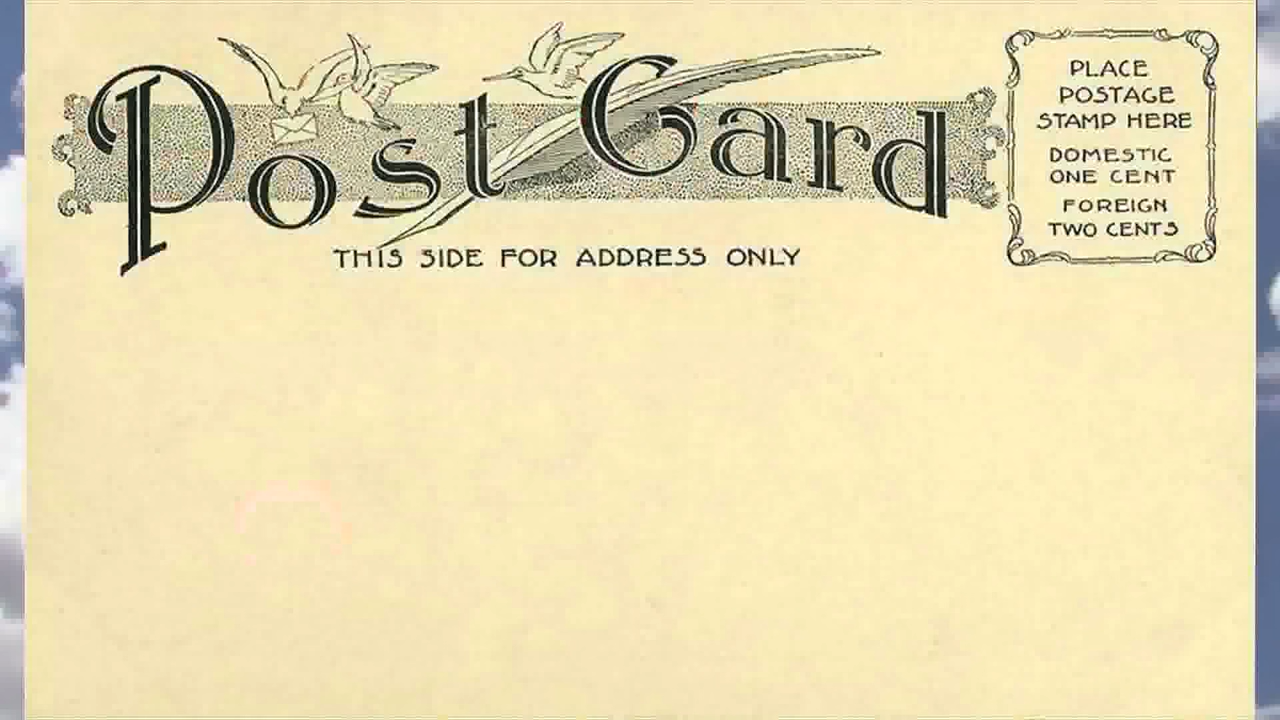 Post Card
THIS SIDE FOR ADDRESS ONLY
PLACE
POSTAGE
STAMP HERE
DOMESTIC
ONE CENT
FOREIGN
TWO CENTS